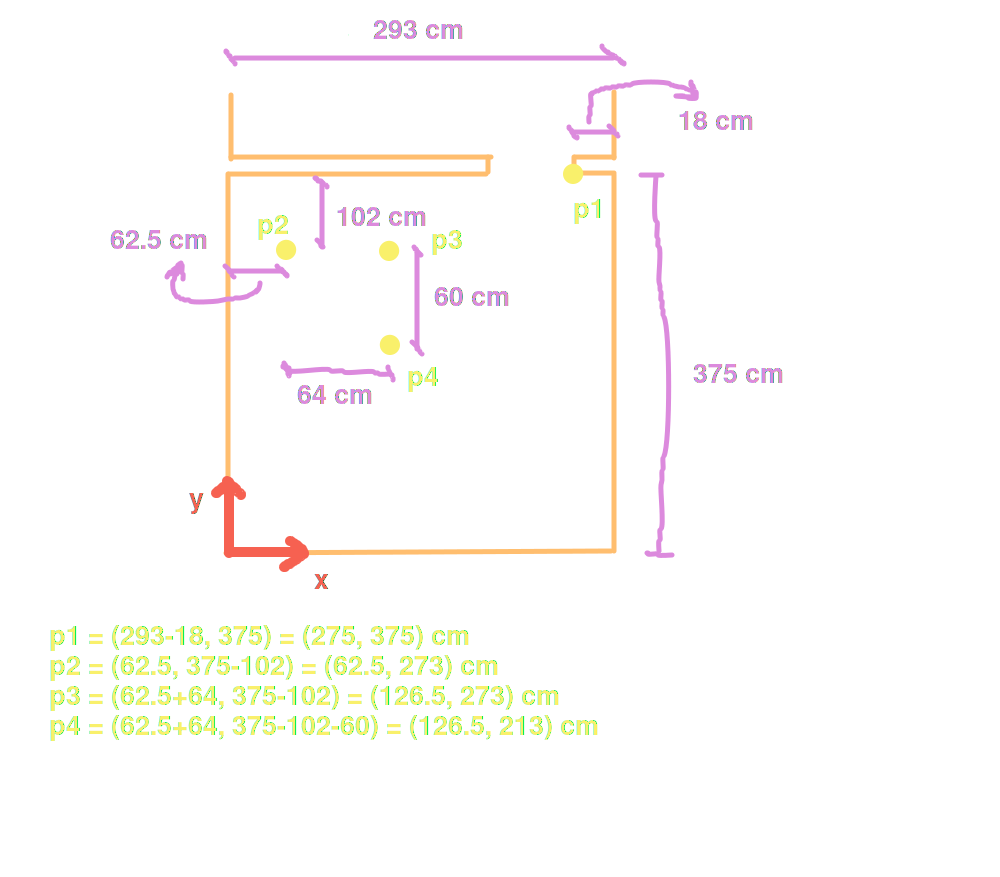 293 cm
18 cm
p1
102 cm
p2
62.5 cm
p3
60 cm
p4
64 cm
375 cm
y
x
p1 = (293-18, 375) = (275, 375) cm
p2 = (62.5, 375-102) = (62.5, 273) cm
p3 = (62.5+64, 375-102) = (126.5, 273) cm
p4 = (62.5+64, 375-102-60) = (126.5, 213) cm